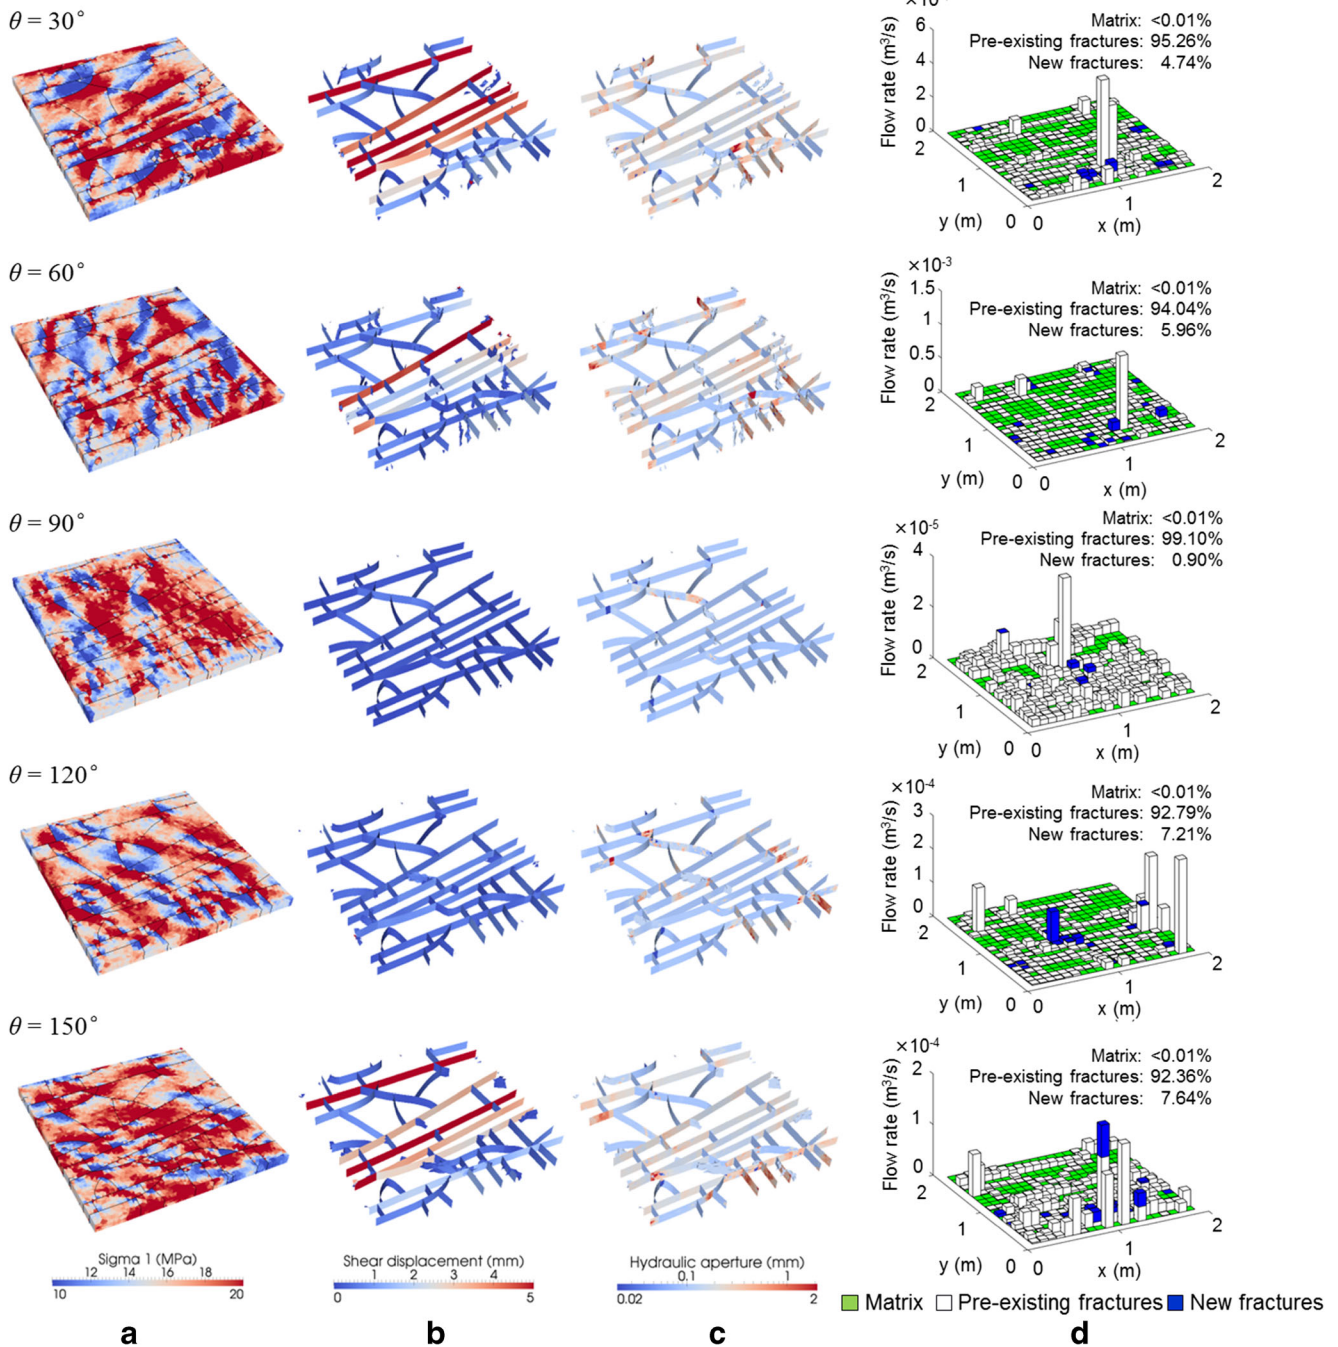 θ = 30°
6
4
2
0
Flow rate (m³/s)
Matrix: <0.01%
Pre-existing fractures: 95.26%
New fractures: 4.74%
2
1
0
y (m)
0
1
2
x (m)
θ = 60°
×10⁻³
1.5
1
0.5
0
Flow rate (m³/s)
Matrix: <0.01%
Pre-existing fractures: 94.04%
New fractures: 5.96%
2
1
0
y (m)
0
1
2
x (m)
θ = 90°
×10⁻⁵
4
2
0
Flow rate (m³/s)
Matrix: <0.01%
Pre-existing fractures: 99.10%
New fractures: 0.90%
2
1
0
y (m)
0
1
2
x (m)
θ = 120°
×10⁻⁴
3
2
1
0
Flow rate (m³/s)
Matrix: <0.01%
Pre-existing fractures: 92.79%
New fractures: 7.21%
2
1
0
y (m)
0
1
2
x (m)
θ = 150°
×10⁻⁴
2
1
0
Flow rate (m³/s)
Matrix: <0.01%
Pre-existing fractures: 92.36%
New fractures: 7.64%
2
1
0
y (m)
0
1
2
x (m)
Sigma 1 (MPa)
12 14 16 18
10 20
Shear displacement (mm)
1 2 3 4
0 5
Hydraulic aperture (mm)
0.1 1
0.02 2
Matrix Pre-existing fractures New fractures
a b c d